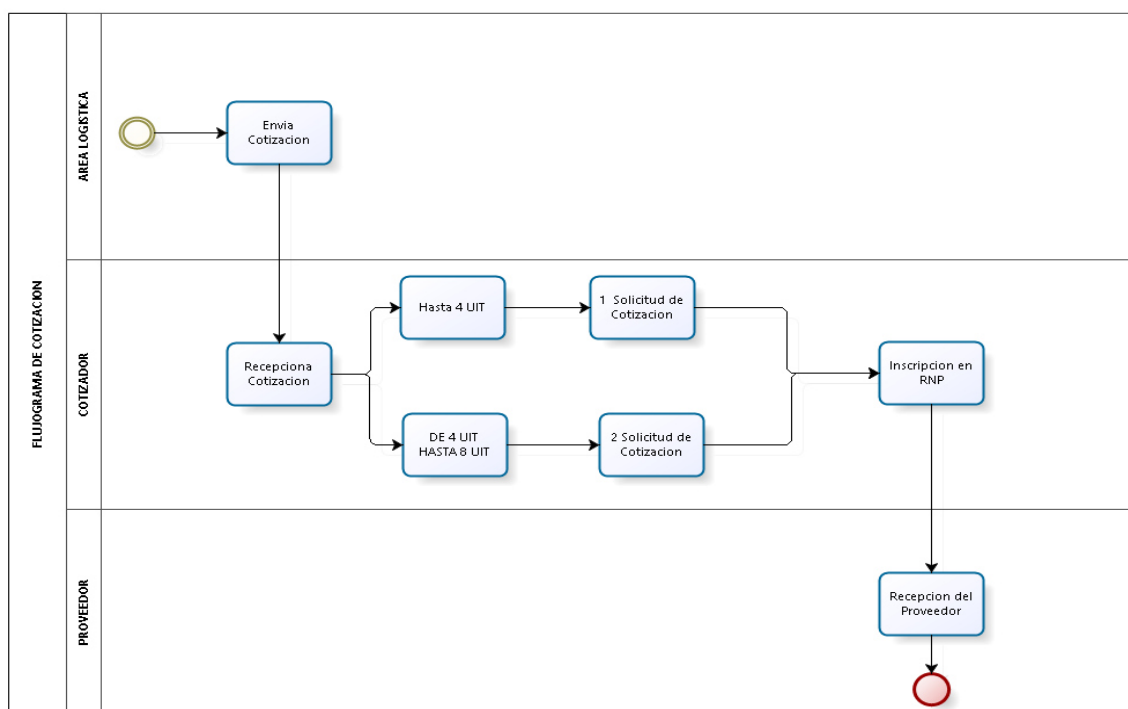 FLUJOGRAMA DE COTIZACION
AREA LOGISTICA
Envia
Cotizacion
COTIZADOR
Recepciona
Cotizacion
Hasta 4 UIT
1 Solicitud de
Cotizacion
DE 4 UIT
HASTA 8 UIT
2 Solicitud de
Cotizacion
Inscripcion en
RNP
PROVEEDOR
Recepcion del
Proveedor